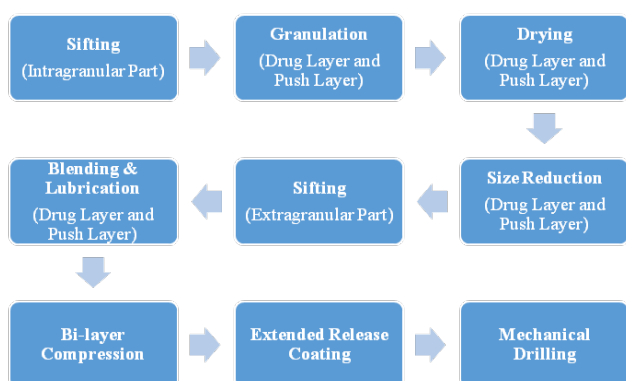 Sifting
(Intragranular Part)
Granulation
(Drug Layer and
Push Layer)
Drying
(Drug Layer and
Push Layer)
Size Reduction
(Drug Layer and
Push Layer)
Sifting
(Extragranular Part)
Blending &
Lubrication
(Drug Layer and
Push Layer)
Bi-layer
Compression
Extended Release
Coating
Mechanical
Drilling